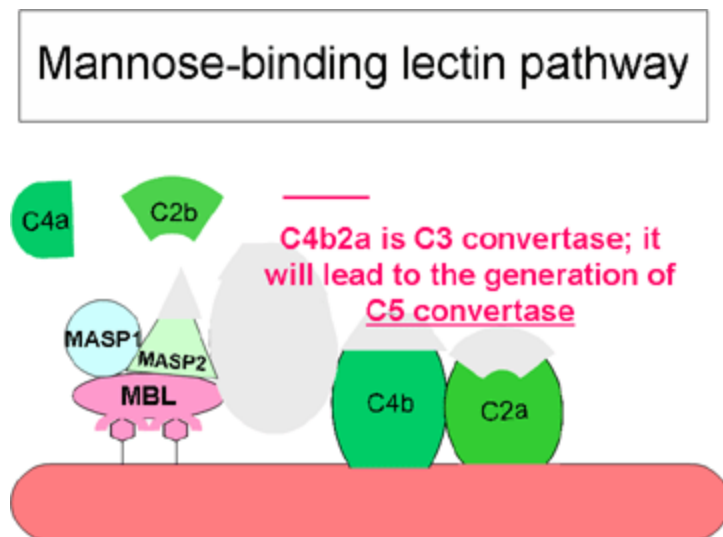 Mannose-binding lectin pathway
C4a
C2b
C4b2a is C3 convertase; it
will lead to the generation of
C5 convertase
MASP1
MASP2
MBL
C4b
C2a